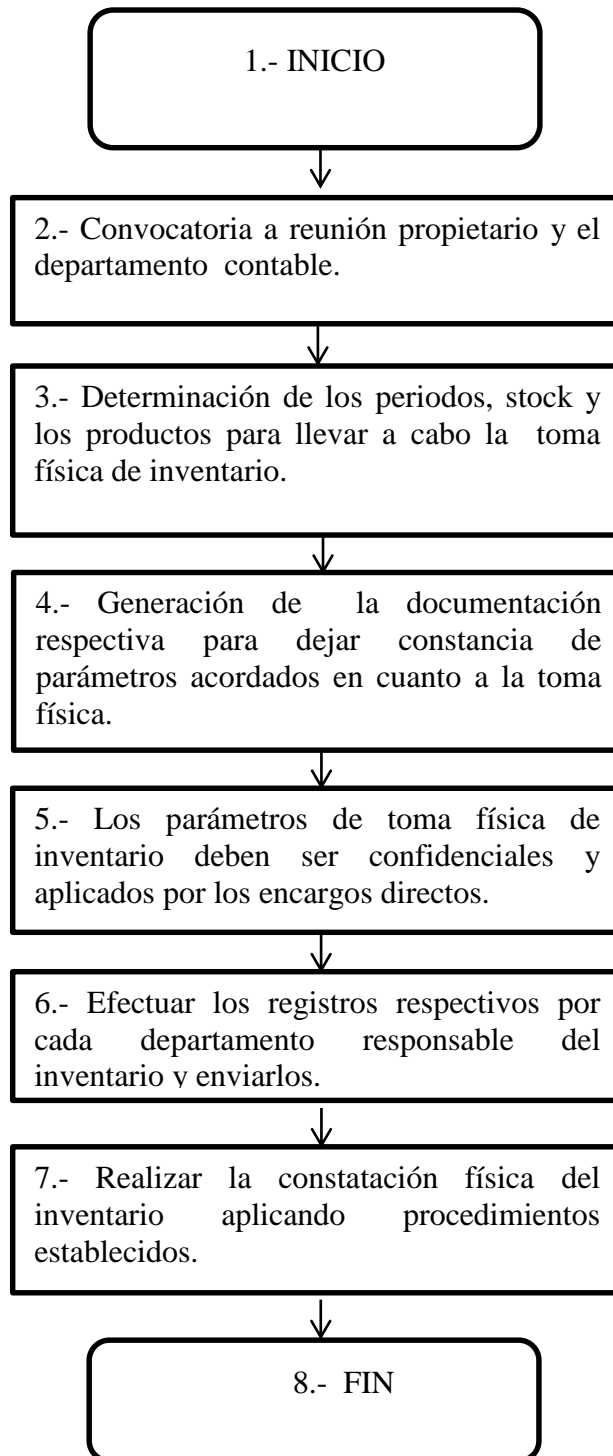 1.- INICIO
2.- Convocatoria a reunión propietario y el
departamento contable.
3.- Determinación de los periodos, stock y
los productos para llevar a cabo la toma
física de inventario.
4.- Generación de la documentación
respectiva para dejar constancia de
parámetros acordados en cuanto a la toma
física.
5.- Los parámetros de toma física de
inventario deben ser confidenciales y
aplicados por los encargos directos.
6.- Efectuar los registros respectivos por
cada departamento responsable del
inventario y enviarlos.
7.- Realizar la constatación física del
inventario aplicando procedimientos
establecidos.
8.- FIN